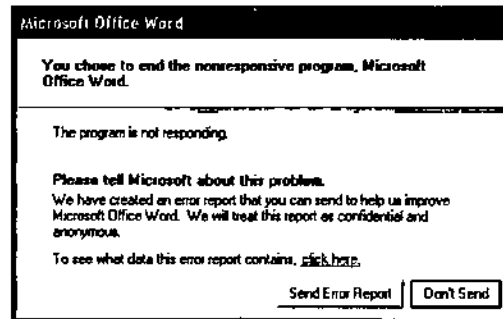 Microsoft Office Word
You chose to end the nonresponsive program, Microsoft
Office Word.
The program is not responding.
Please tell Microsoft about this problem.
We have created an error report that you can send to help us improve
Microsoft Office Word. We will treat this report as confidential and
anonymous.
To see what data this error report contains, click here.
Send Error Report
Don't Send